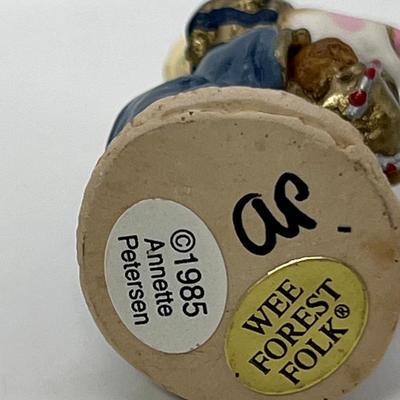 ©1985
Annette
Petersen
ap
WEE
FOREST
FOLK®